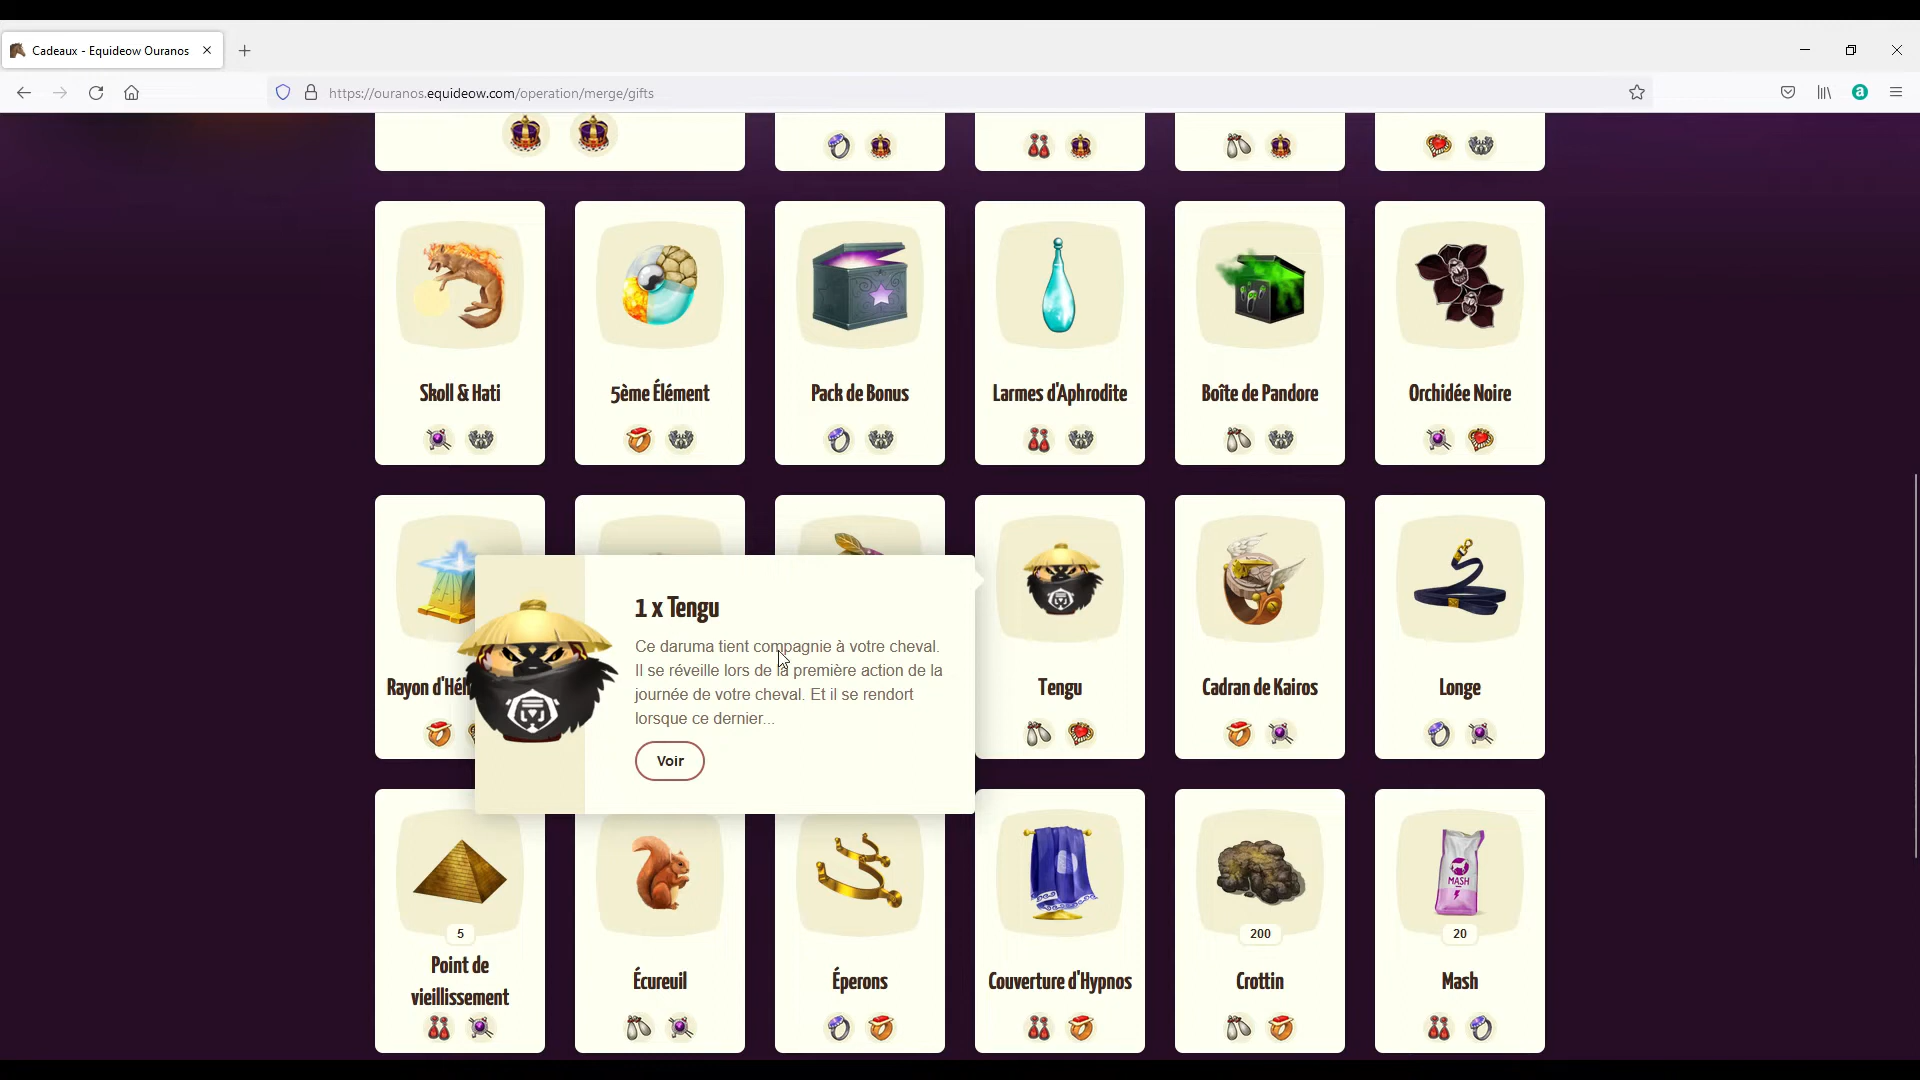 Cadeaux - Equideow Ouranos
https://ouranos.equideow.com/operation/merge/gifts
a
Skoll & Hati
5ème Élément
Pack de Bonus
Larmes d'Aphrodite
Boîte de Pandore
Orchidée Noire
Rayon d'Hél
1 x Tengu
Ce daruma tient compagnie à votre cheval.
Il se réveille lors de la première action de la
journée de votre cheval. Et il se rendort
lorsque ce dernier...
Voir
Tengu
Cadran de Kairos
Longe
5
Point de
vieillissement
Écureuil
Éperons
Couverture d'Hypnos
200
Crottin
MASH
20
Mash